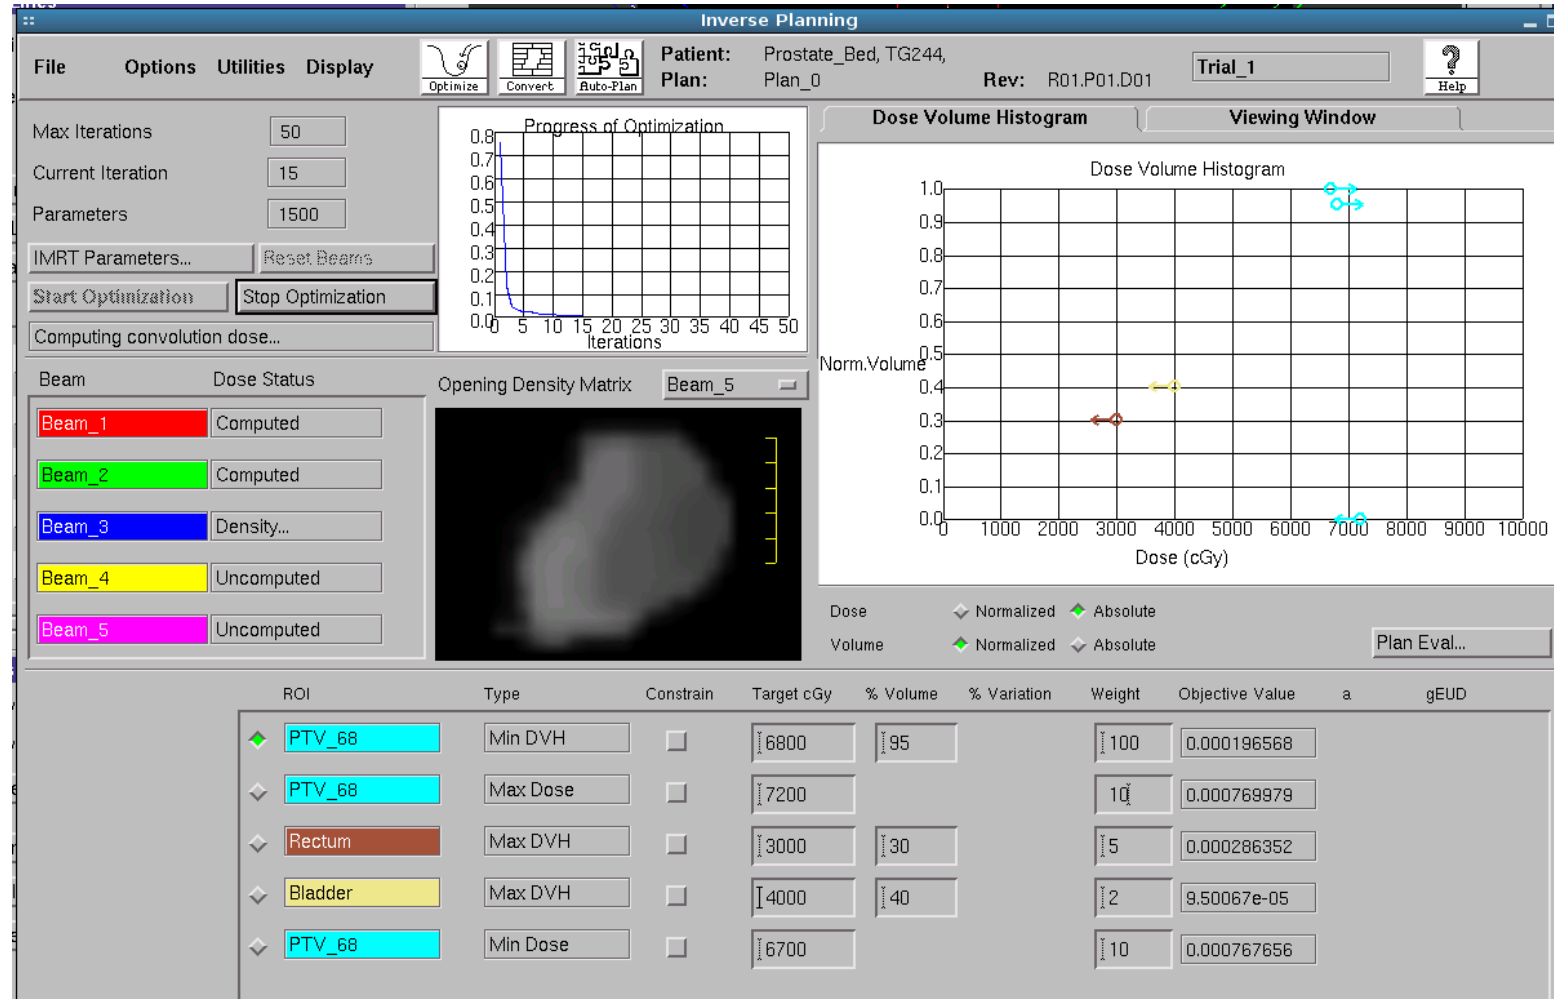 Inverse Planning
File Options Utilities Display
Optimize Convert Auto-Plan
Patient: Prostate_Bed, TG244,
Plan: Plan_0 Rev: R01.P01.D01
Trial_1
Help
Max Iterations 50
Current Iteration 15
Parameters 1500
IMRT Parameters... Reset Beams
Start Optimization Stop Optimization
Computing convolution dose...
Progress of Optimization
0.8
0.7
0.6
0.5
0.4
0.3
0.2
0.1
0.0
0 5 10 15 20 25 30 35 40 45 50
Iterations
Dose Volume Histogram Viewing Window
Dose Volume Histogram
1.0
0.9
0.8
0.7
0.6
Norm.Volume 0.5
0.4
0.3
0.2
0.1
0.0
0 1000 2000 3000 4000 5000 6000 7000 8000 9000 10000
Dose (cGy)
Beam Dose Status
Beam_1 Computed
Beam_2 Computed
Beam_3 Density...
Beam_4 Uncomputed
Beam_5 Uncomputed
Opening Density Matrix Beam_5
Dose Normalized Absolute
Volume Normalized Absolute
Plan Eval...
ROI Type Constrain Target cGy % Volume % Variation Weight Objective Value a gEUD
PTV_68 Min DVH 6800 95 100 0.000196568
PTV_68 Max Dose 7200 10 0.000769979
Rectum Max DVH 3000 30 5 0.000286352
Bladder Max DVH 4000 40 2 9.50067e-05
PTV_68 Min Dose 6700 10 0.000767656